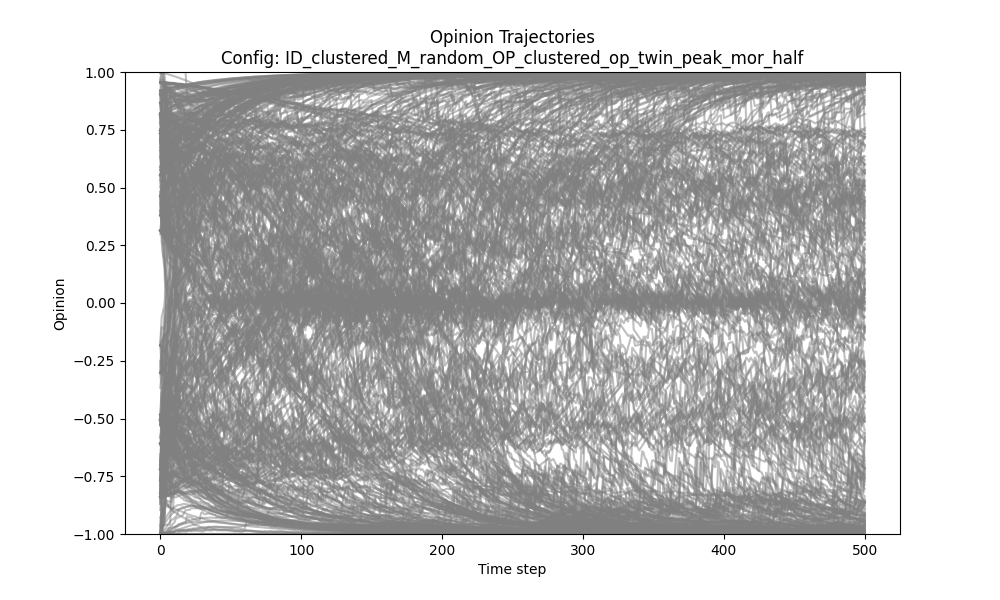 Opinion Trajectories
Config: ID_clustered_M_random_OP_clustered_op_twin_peak_mor_half
1.00
0.75
0.50
0.25
0.00
−0.25
−0.50
−0.75
−1.00
Opinion
0 100 200 300 400 500
Time step